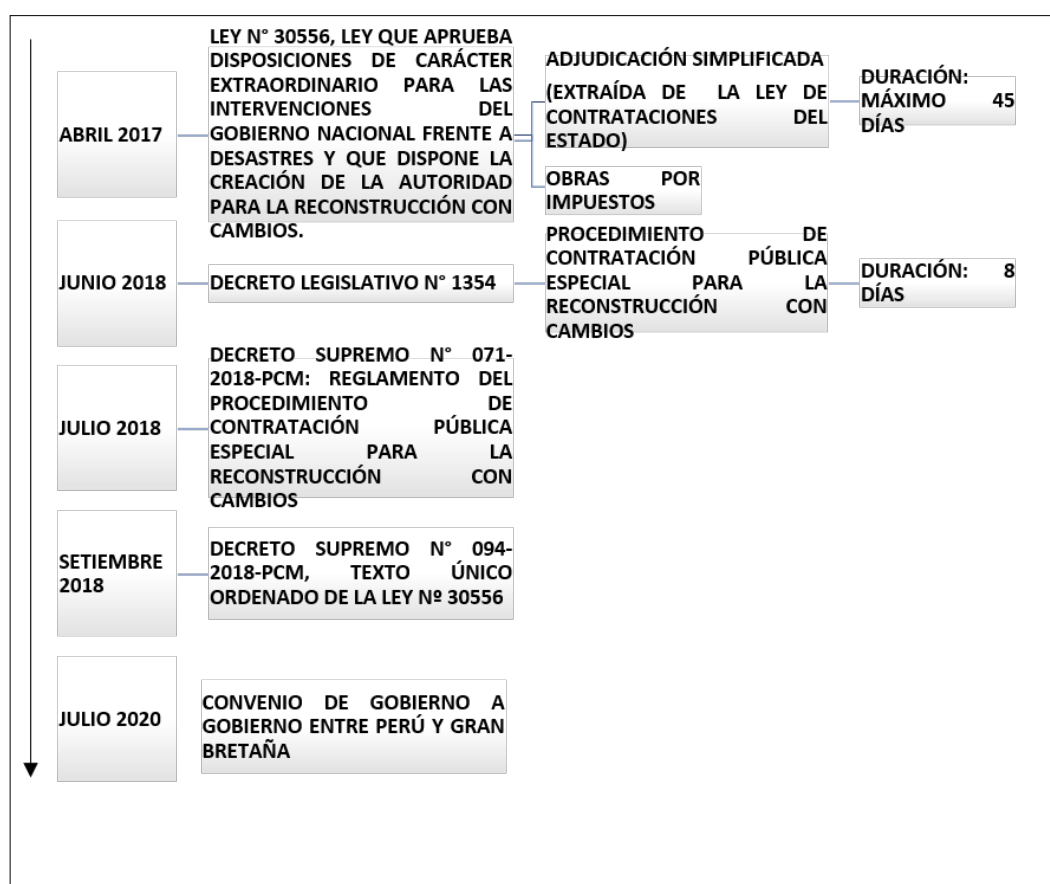 ABRIL 2017
LEY N° 30556, LEY QUE APRUEBA
DISPOSICIONES DE CARÁCTER
EXTRAORDINARIO PARA LAS
INTERVENCIONES DEL
GOBIERNO NACIONAL FRENTE A
DESASTRES Y QUE DISPONE LA
CREACIÓN DE LA AUTORIDAD
PARA LA RECONSTRUCCIÓN CON
CAMBIOS.
ADJUDICACIÓN SIMPLIFICADA
(EXTRAÍDA DE LA LEY DE
CONTRATACIONES DEL
ESTADO)
DURACIÓN:
MÁXIMO 45
DÍAS
OBRAS POR
IMPUESTOS
JUNIO 2018
DECRETO LEGISLATIVO N° 1354
PROCEDIMIENTO DE
CONTRATACIÓN PÚBLICA
ESPECIAL PARA LA
RECONSTRUCCIÓN CON
CAMBIOS
DURACIÓN: 8
DÍAS
JULIO 2018
DECRETO SUPREMO N° 071-
2018-PCM: REGLAMENTO DEL
PROCEDIMIENTO DE
CONTRATACIÓN PÚBLICA
ESPECIAL PARA LA
RECONSTRUCCIÓN CON
CAMBIOS
SETIEMBRE
2018
DECRETO SUPREMO N° 094-
2018-PCM, TEXTO ÚNICO
ORDENADO DE LA LEY Nº 30556
JULIO 2020
CONVENIO DE GOBIERNO A
GOBIERNO ENTRE PERÚ Y GRAN
BRETAÑA